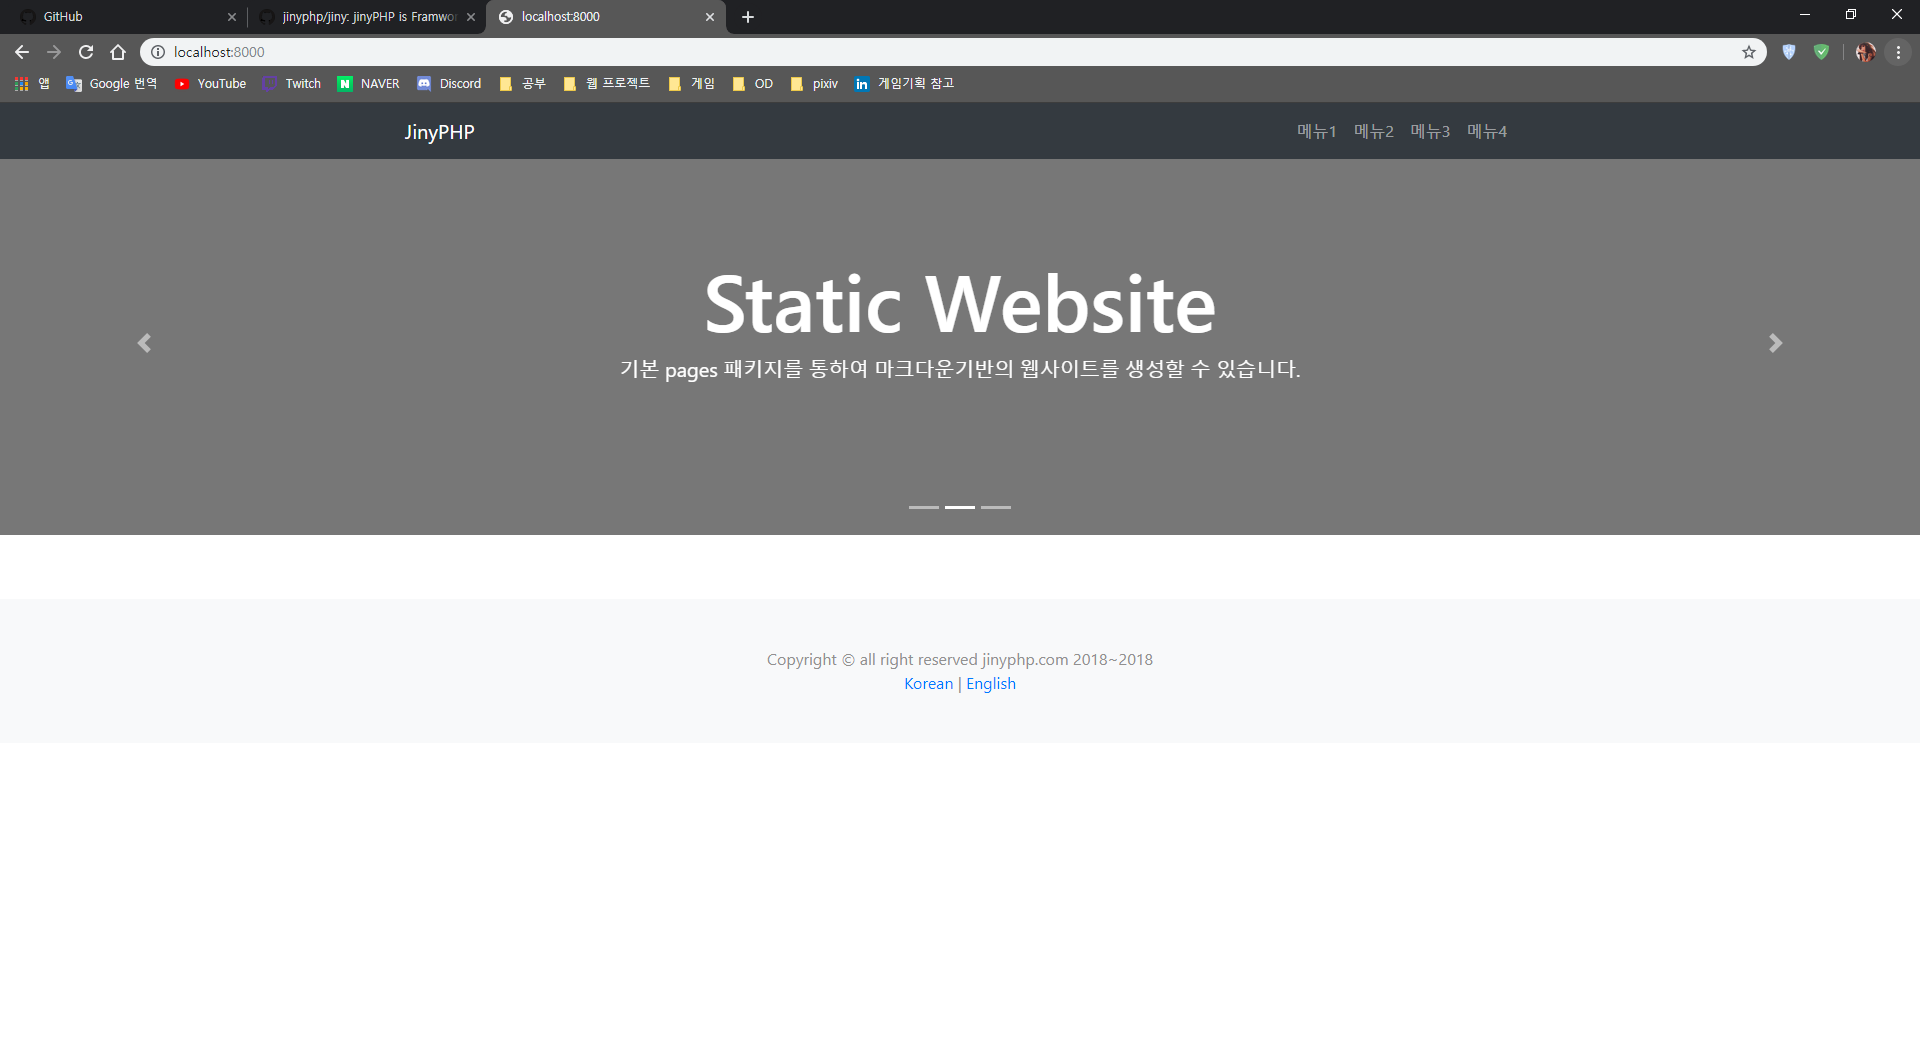 GitHub
jinyphp/jiny: jinyPHP is Framwor
localhost:8000
localhost:8000
앱 Google 번역 YouTube Twitch NAVER Discord 공부 웹 프로젝트 게임 OD pixiv 게임기획 참고
JinyPHP 메뉴1 메뉴2 메뉴3 메뉴4
Static Website
기본 pages 패키지를 통하여 마크다운기반의 웹사이트를 생성할 수 있습니다.
Copyright © all right reserved jinyphp.com 2018~2018
Korean | English